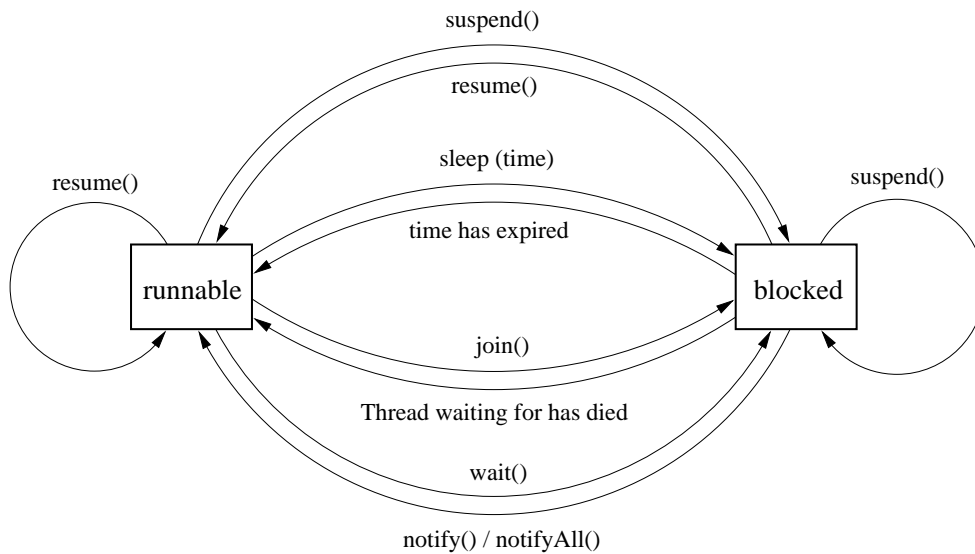 suspend()
resume()
sleep (time)
resume()
suspend()
time has expired
runnable
blocked
join()
Thread waiting for has died
wait()
notify() / notifyAll()